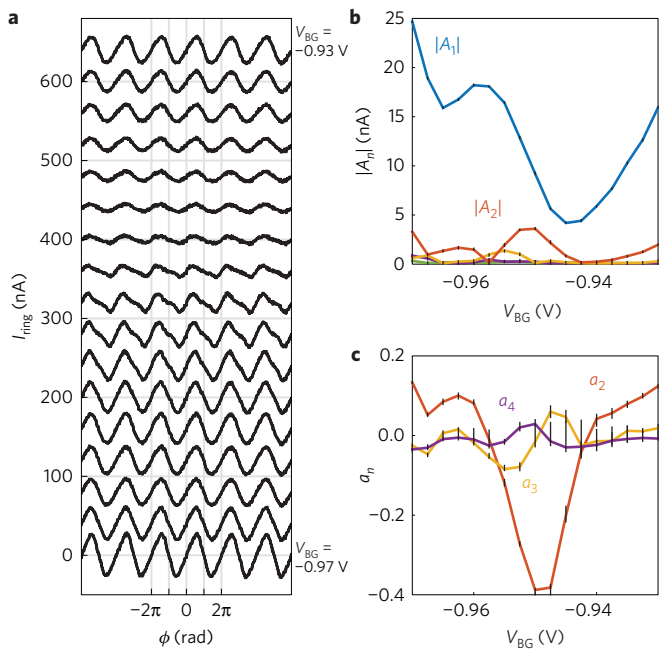 a
V_BG =
−0.93 V
600
500
400
300
200
100
0
I_ring (nA)
V_BG =
−0.97 V
−2π 0 2π
ϕ (rad)
b
25
20
15
10
5
0
|A_n| (nA)
|A_1|
|A_2|
−0.96 −0.94
V_BG (V)
c
0.2
0.0
−0.2
−0.4
a_n
a_2
a_4
a_3
−0.96 −0.94
V_BG (V)